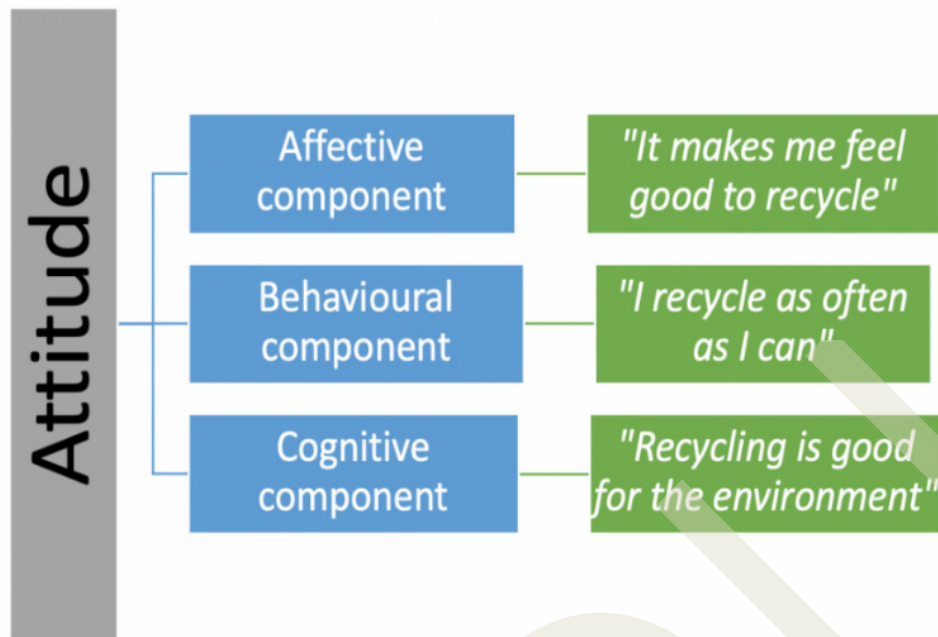 Attitude
Affective
component
"It makes me feel
good to recycle"
Behavioural
component
"I recycle as often
as I can"
Cognitive
component
"Recycling is good
for the environment"